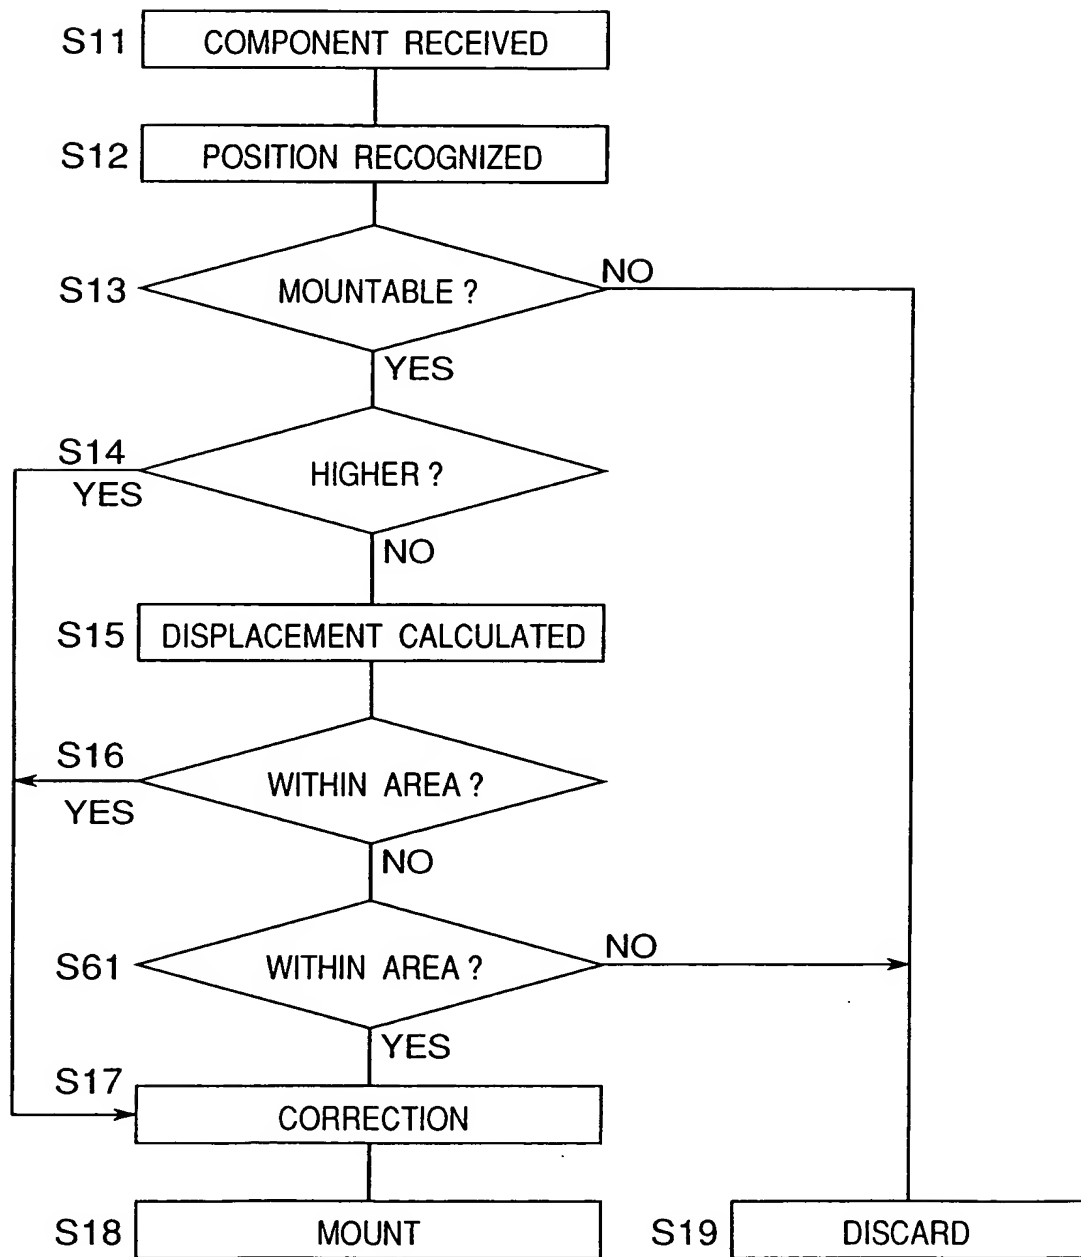 S11 COMPONENT RECEIVED
S12 POSITION RECOGNIZED
S13 MOUNTABLE ? NO
YES
S14 HIGHER ?
YES
NO
S15 DISPLACEMENT CALCULATED
S16 WITHIN AREA ?
YES
NO
S61 WITHIN AREA ? NO
YES
S17 CORRECTION
S18 MOUNT S19 DISCARD